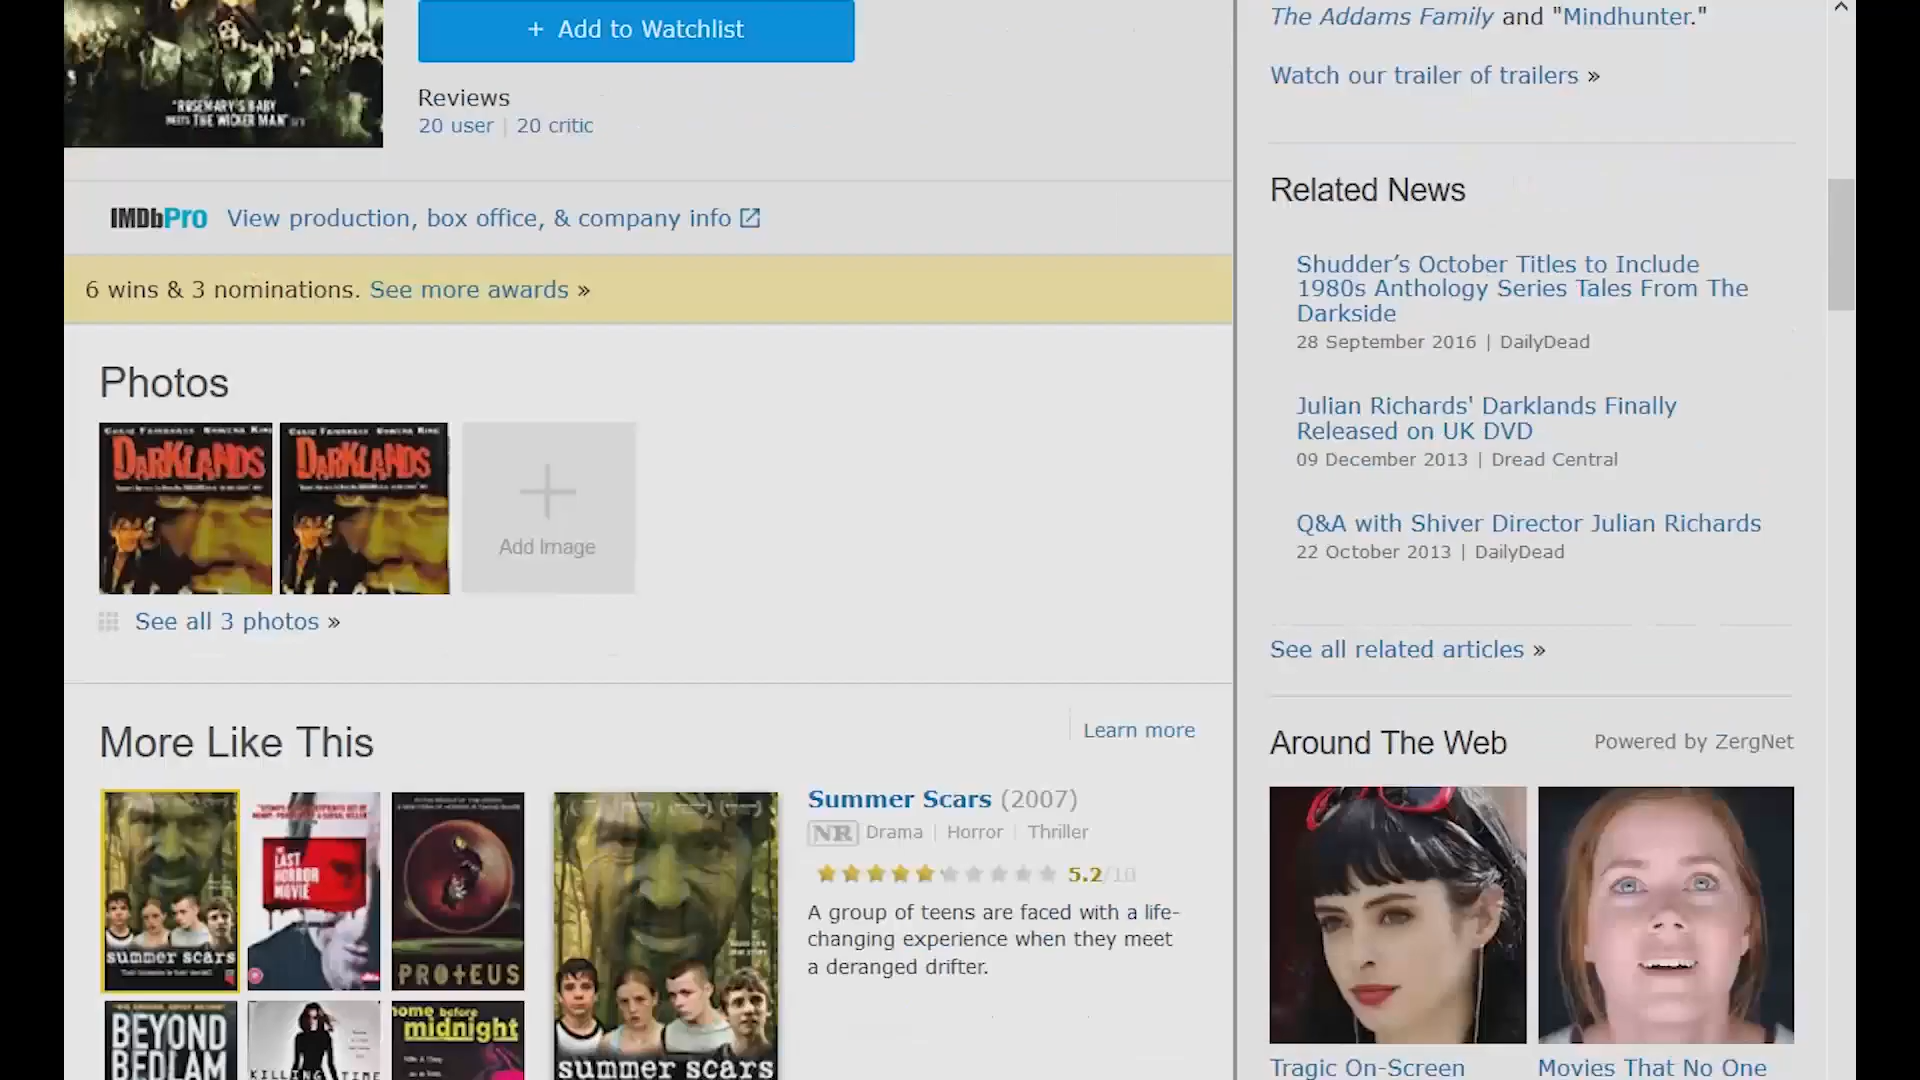 "ROSEMARY'S BABY
MEETS THE WICKER MAN"
+ Add to Watchlist
Reviews
20 user | 20 critic
IMDbPro View production, box office, & company info
6 wins & 3 nominations. See more awards »
Photos
DARKLANDS
DARKLANDS
Add Image
See all 3 photos »
More Like This
Learn more
summer scars
THE
LAST
HORROR
MOVIE
PROTEUS
BEYOND
BEDLAM
KILLING TIME
home before
midnight
summer scars
Summer Scars (2007)
NR Drama | Horror | Thriller
5.2/10
A group of teens are faced with a life-
changing experience when they meet
a deranged drifter.
The Addams Family and "Mindhunter."
Watch our trailer of trailers »
Related News
Shudder’s October Titles to Include
1980s Anthology Series Tales From The
Darkside
28 September 2016 | DailyDead
Julian Richards' Darklands Finally
Released on UK DVD
09 December 2013 | Dread Central
Q&A with Shiver Director Julian Richards
22 October 2013 | DailyDead
See all related articles »
Around The Web
Powered by ZergNet
Tragic On-Screen
Movies That No One